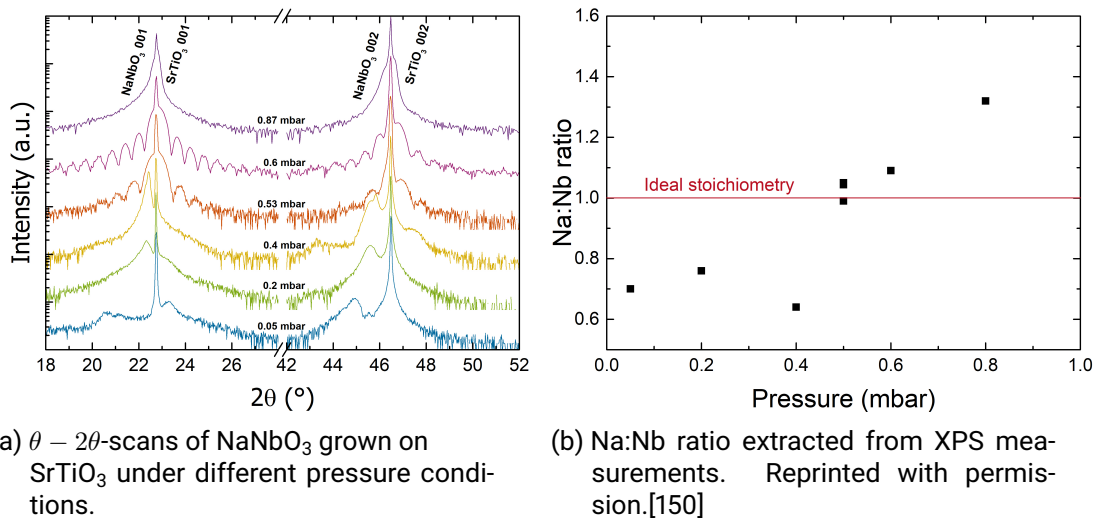 NaNbO3 001
SrTiO3 001
NaNbO3 002
SrTiO3 002
0.87 mbar
0.6 mbar
0.53 mbar
0.4 mbar
0.2 mbar
0.05 mbar
Intensity (a.u.)
18 20 22 24 26 42 44 46 48 50 52
2θ (°)
1.6
1.4
1.2
1.0
0.8
0.6
Na:Nb ratio
Ideal stoichiometry
0.0 0.2 0.4 0.6 0.8 1.0
Pressure (mbar)
a) θ − 2θ-scans of NaNbO3 grown on
SrTiO3 under different pressure condi-
tions.
(b) Na:Nb ratio extracted from XPS mea-
surements. Reprinted with permis-
sion.[150]